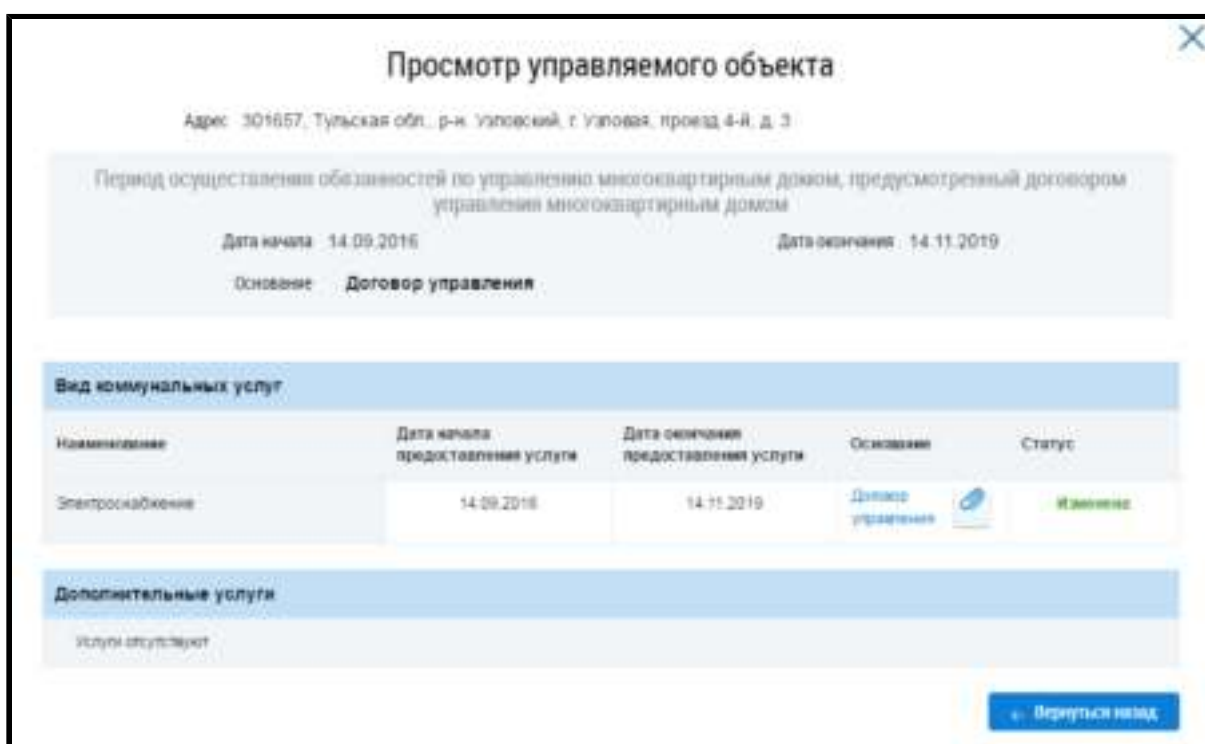 Просмотр управляемого объекта
Адрес 301657, Тульская обл., р-н. Узловский, г. Узловая, проезд 4-й, д. 3
Период осуществления обязанностей по управлению многоквартирным домом, предусмотренный договором
управления многоквартирным домом
Дата начала 14.09.2016 Дата окончания 14.11.2019
Основание Договор управления
Вид коммунальных услуг
Наименование Дата начала предоставления услуги Дата окончания предоставления услуги Основание Статус
Электроснабжение 14.09.2016 14.11.2019 Договор управления Изменено
Дополнительные услуги
Услуги отсутствуют
← Вернуться назад